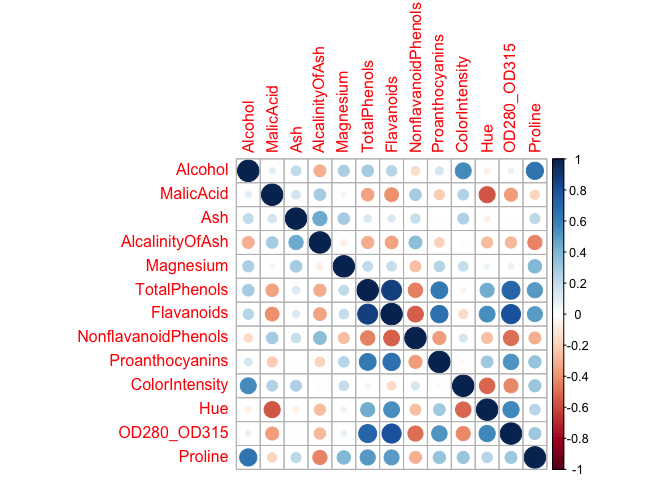 Alcohol
MalicAcid
Ash
AlcalinityOfAsh
Magnesium
TotalPhenols
Flavanoids
NonflavanoidPhenols
Proanthocyanins
ColorIntensity
Hue
OD280_OD315
Proline
Alcohol
MalicAcid
Ash
AlcalinityOfAsh
Magnesium
TotalPhenols
Flavanoids
NonflavanoidPhenols
Proanthocyanins
ColorIntensity
Hue
OD280_OD315
Proline
1
0.8
0.6
0.4
0.2
0
-0.2
-0.4
-0.6
-0.8
-1